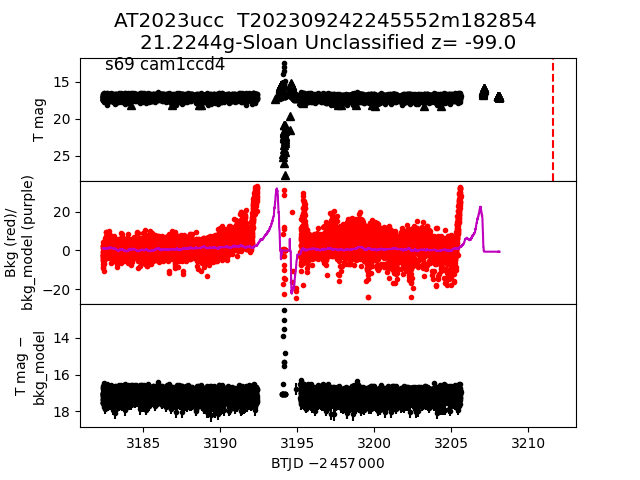 AT2023ucc  T202309242245552m182854
21.2244g-Sloan Unclassified z= -99.0
s69 cam1ccd4
T mag
15
20
25
Bkg (red)/
bkg_model (purple)
20
0
−20
T mag −
bkg_model
14
16
18
3185 3190 3195 3200 3205 3210
BTJD −2 457 000